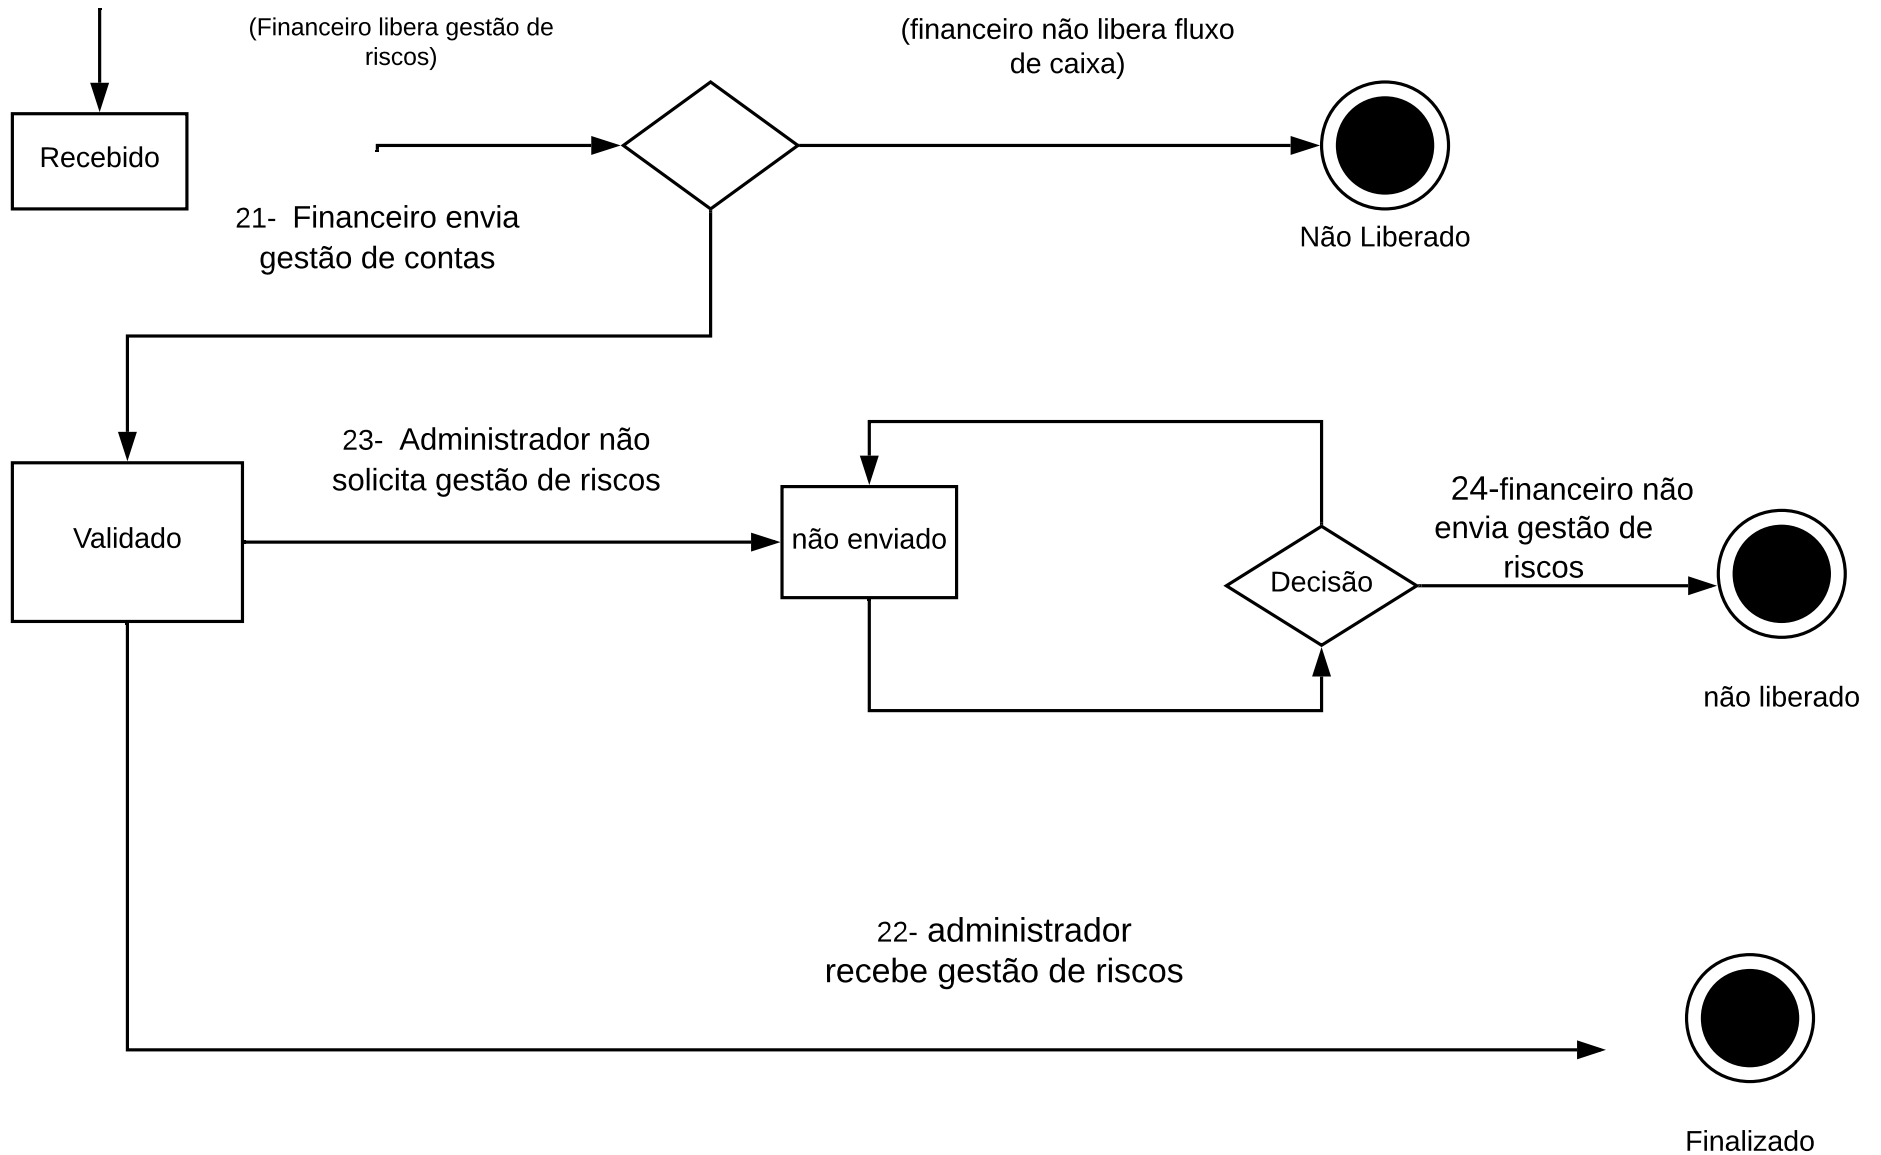 (Financeiro libera gestão de
riscos)
(financeiro não libera fluxo
de caixa)
Recebido
21- Financeiro envia
gestão de contas
Não Liberado
23- Administrador não
solicita gestão de riscos
Validado
não enviado
Decisão
24-financeiro não
envia gestão de
riscos
não liberado
22- administrador
recebe gestão de riscos
Finalizado